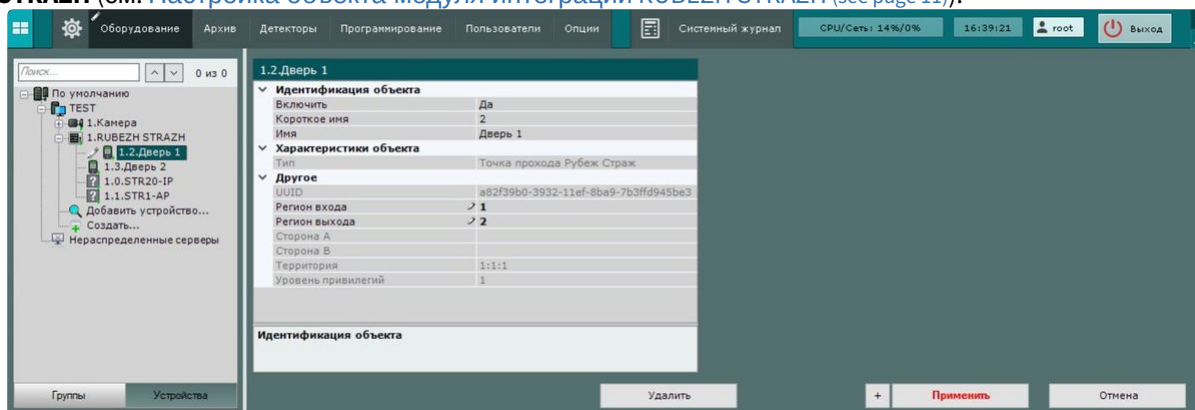 STRAZH (см. Настройка объекта модуля интеграции RUBEZH STRAZH (see page 11)).
Оборудование Архив Детекторы Программирование Пользователи Опции Системный журнал CPU/Сеть: 14%/0% 16:39:21 root Выход
Поиск... 0 из 0
По умолчанию
TEST
1.Камера
1.RUBEZH STRAZH
1.2.Дверь 1
1.3.Дверь 2
1.0.STR20-IP
1.1.STR1-AP
Добавить устройство...
Создать...
Нераспределенные серверы
Группы Устройства
1.2.Дверь 1
Идентификация объекта
Включить Да
Короткое имя 2
Имя Дверь 1
Характеристики объекта
Тип Точка прохода Рубеж Страж
Другое
UUID a82f39b0-3932-11ef-8ba9-7b3ffd945be3
Регион входа 1
Регион выхода 2
Сторона A
Сторона B
Территория 1:1:1
Уровень привилегий 1
Идентификация объекта
Удалить + Применить Отмена